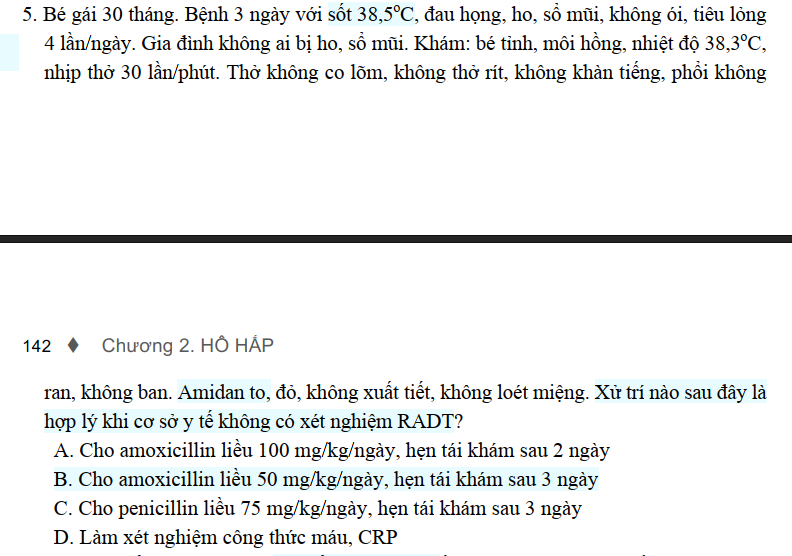 5. Bé gái 30 tháng. Bệnh 3 ngày với sốt 38,5ºC, đau họng, ho, sổ mũi, không ói, tiêu lỏng
4 lần/ngày. Gia đình không ai bị ho, sổ mũi. Khám: bé tỉnh, môi hồng, nhiệt độ 38,3ºC,
nhịp thở 30 lần/phút. Thở không co lõm, không thở rít, không khàn tiếng, phổi không
142 ♦ Chương 2. HÔ HẤP
ran, không ban. Amidan to, đỏ, không xuất tiết, không loét miệng. Xử trí nào sau đây là
hợp lý khi cơ sở y tế không có xét nghiệm RADT?
A. Cho amoxicillin liều 100 mg/kg/ngày, hẹn tái khám sau 2 ngày
B. Cho amoxicillin liều 50 mg/kg/ngày, hẹn tái khám sau 3 ngày
C. Cho penicillin liều 75 mg/kg/ngày, hẹn tái khám sau 3 ngày
D. Làm xét nghiệm công thức máu, CRP